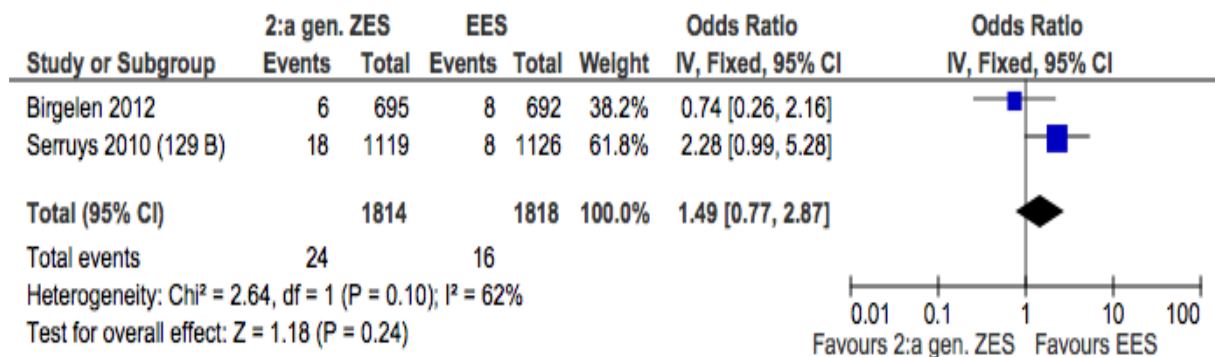 2:a gen. ZES EES Odds Ratio Odds Ratio
Study or Subgroup Events Total Events Total Weight IV, Fixed, 95% CI IV, Fixed, 95% CI
Birgelen 2012 6 695 8 692 38.2% 0.74 [0.26, 2.16]
Serruys 2010 (129 B) 18 1119 8 1126 61.8% 2.28 [0.99, 5.28]
Total (95% CI) 1814 1818 100.0% 1.49 [0.77, 2.87]
Total events 24 16
Heterogeneity: Chi² = 2.64, df = 1 (P = 0.10); I² = 62%
Test for overall effect: Z = 1.18 (P = 0.24)
0.01 0.1 1 10 100
Favours 2:a gen. ZES Favours EES